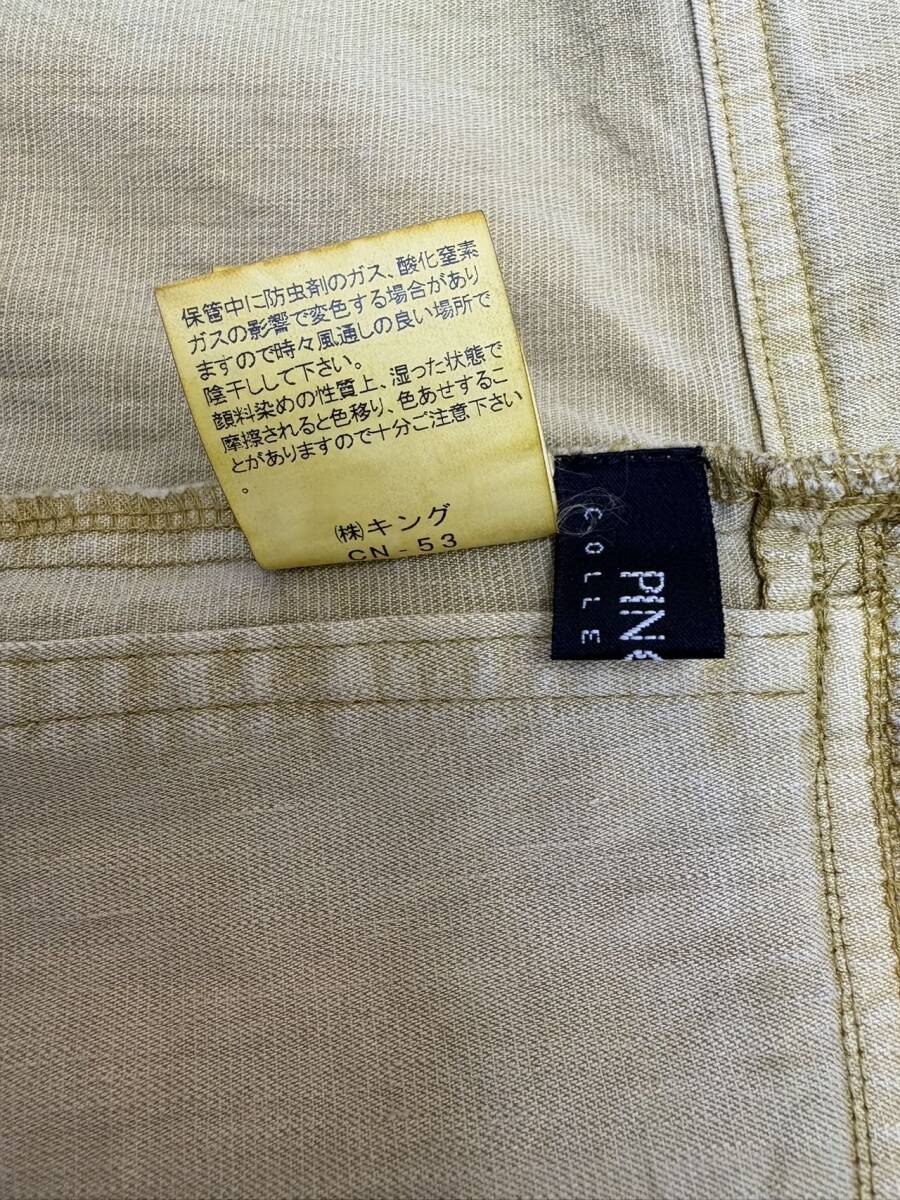 保管中に防虫剤のガス、酸化窒素
ガスの影響で変色する場合があり
ますので時々風通しの良い場所で
陰干しして下さい。
顔料染めの性質上、湿った状態で
摩擦されると色移り、色あせするこ
とがありますので十分ご注意下さい
。
㈱キング
CN-53
PIN
COLLE